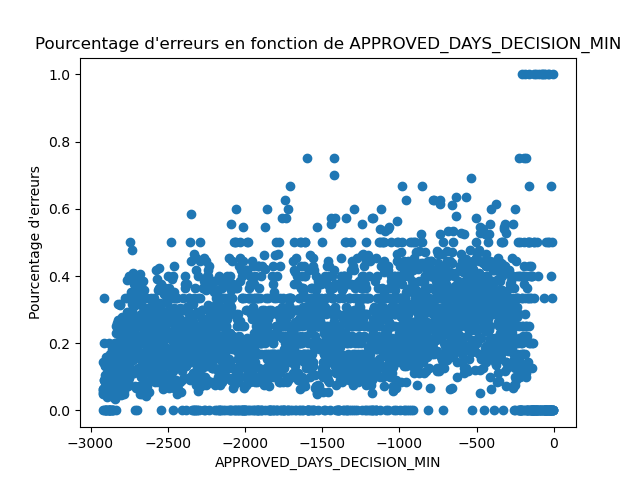 Pourcentage d'erreurs en fonction de APPROVED_DAYS_DECISION_MIN
1.0
0.8
0.6
0.4
0.2
0.0
Pourcentage d'erreurs
−3000 −2500 −2000 −1500 −1000 −500 0
APPROVED_DAYS_DECISION_MIN